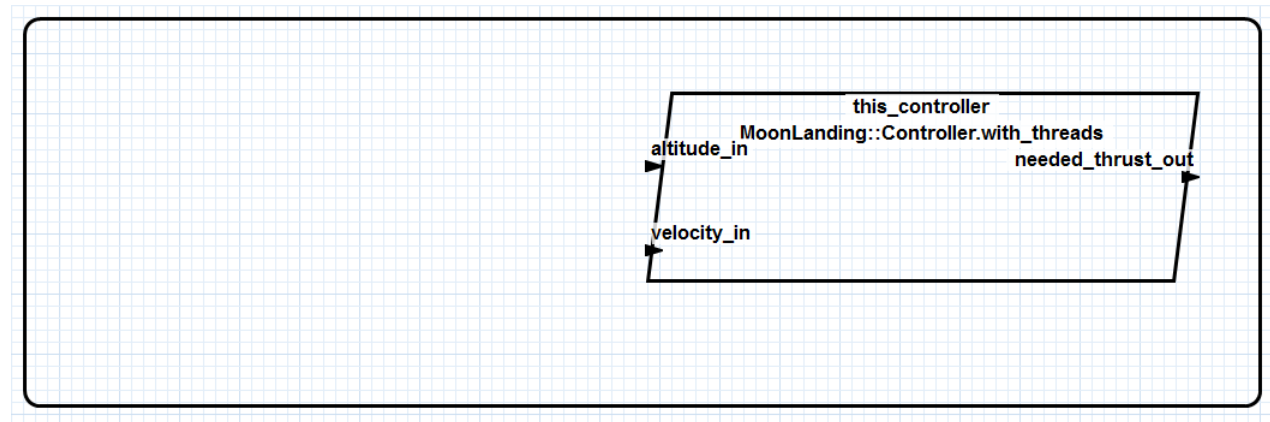 this_controller
MoonLanding::Controller.with_threads
altitude_in
needed_thrust_out
velocity_in